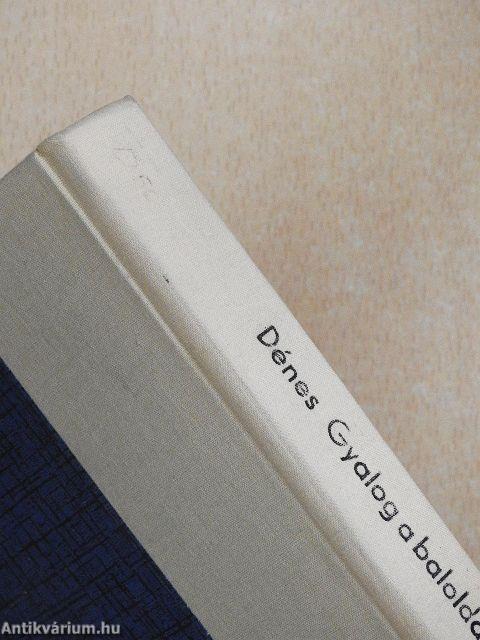 Dénes Gyalog a balolda
Antikvárium.hu